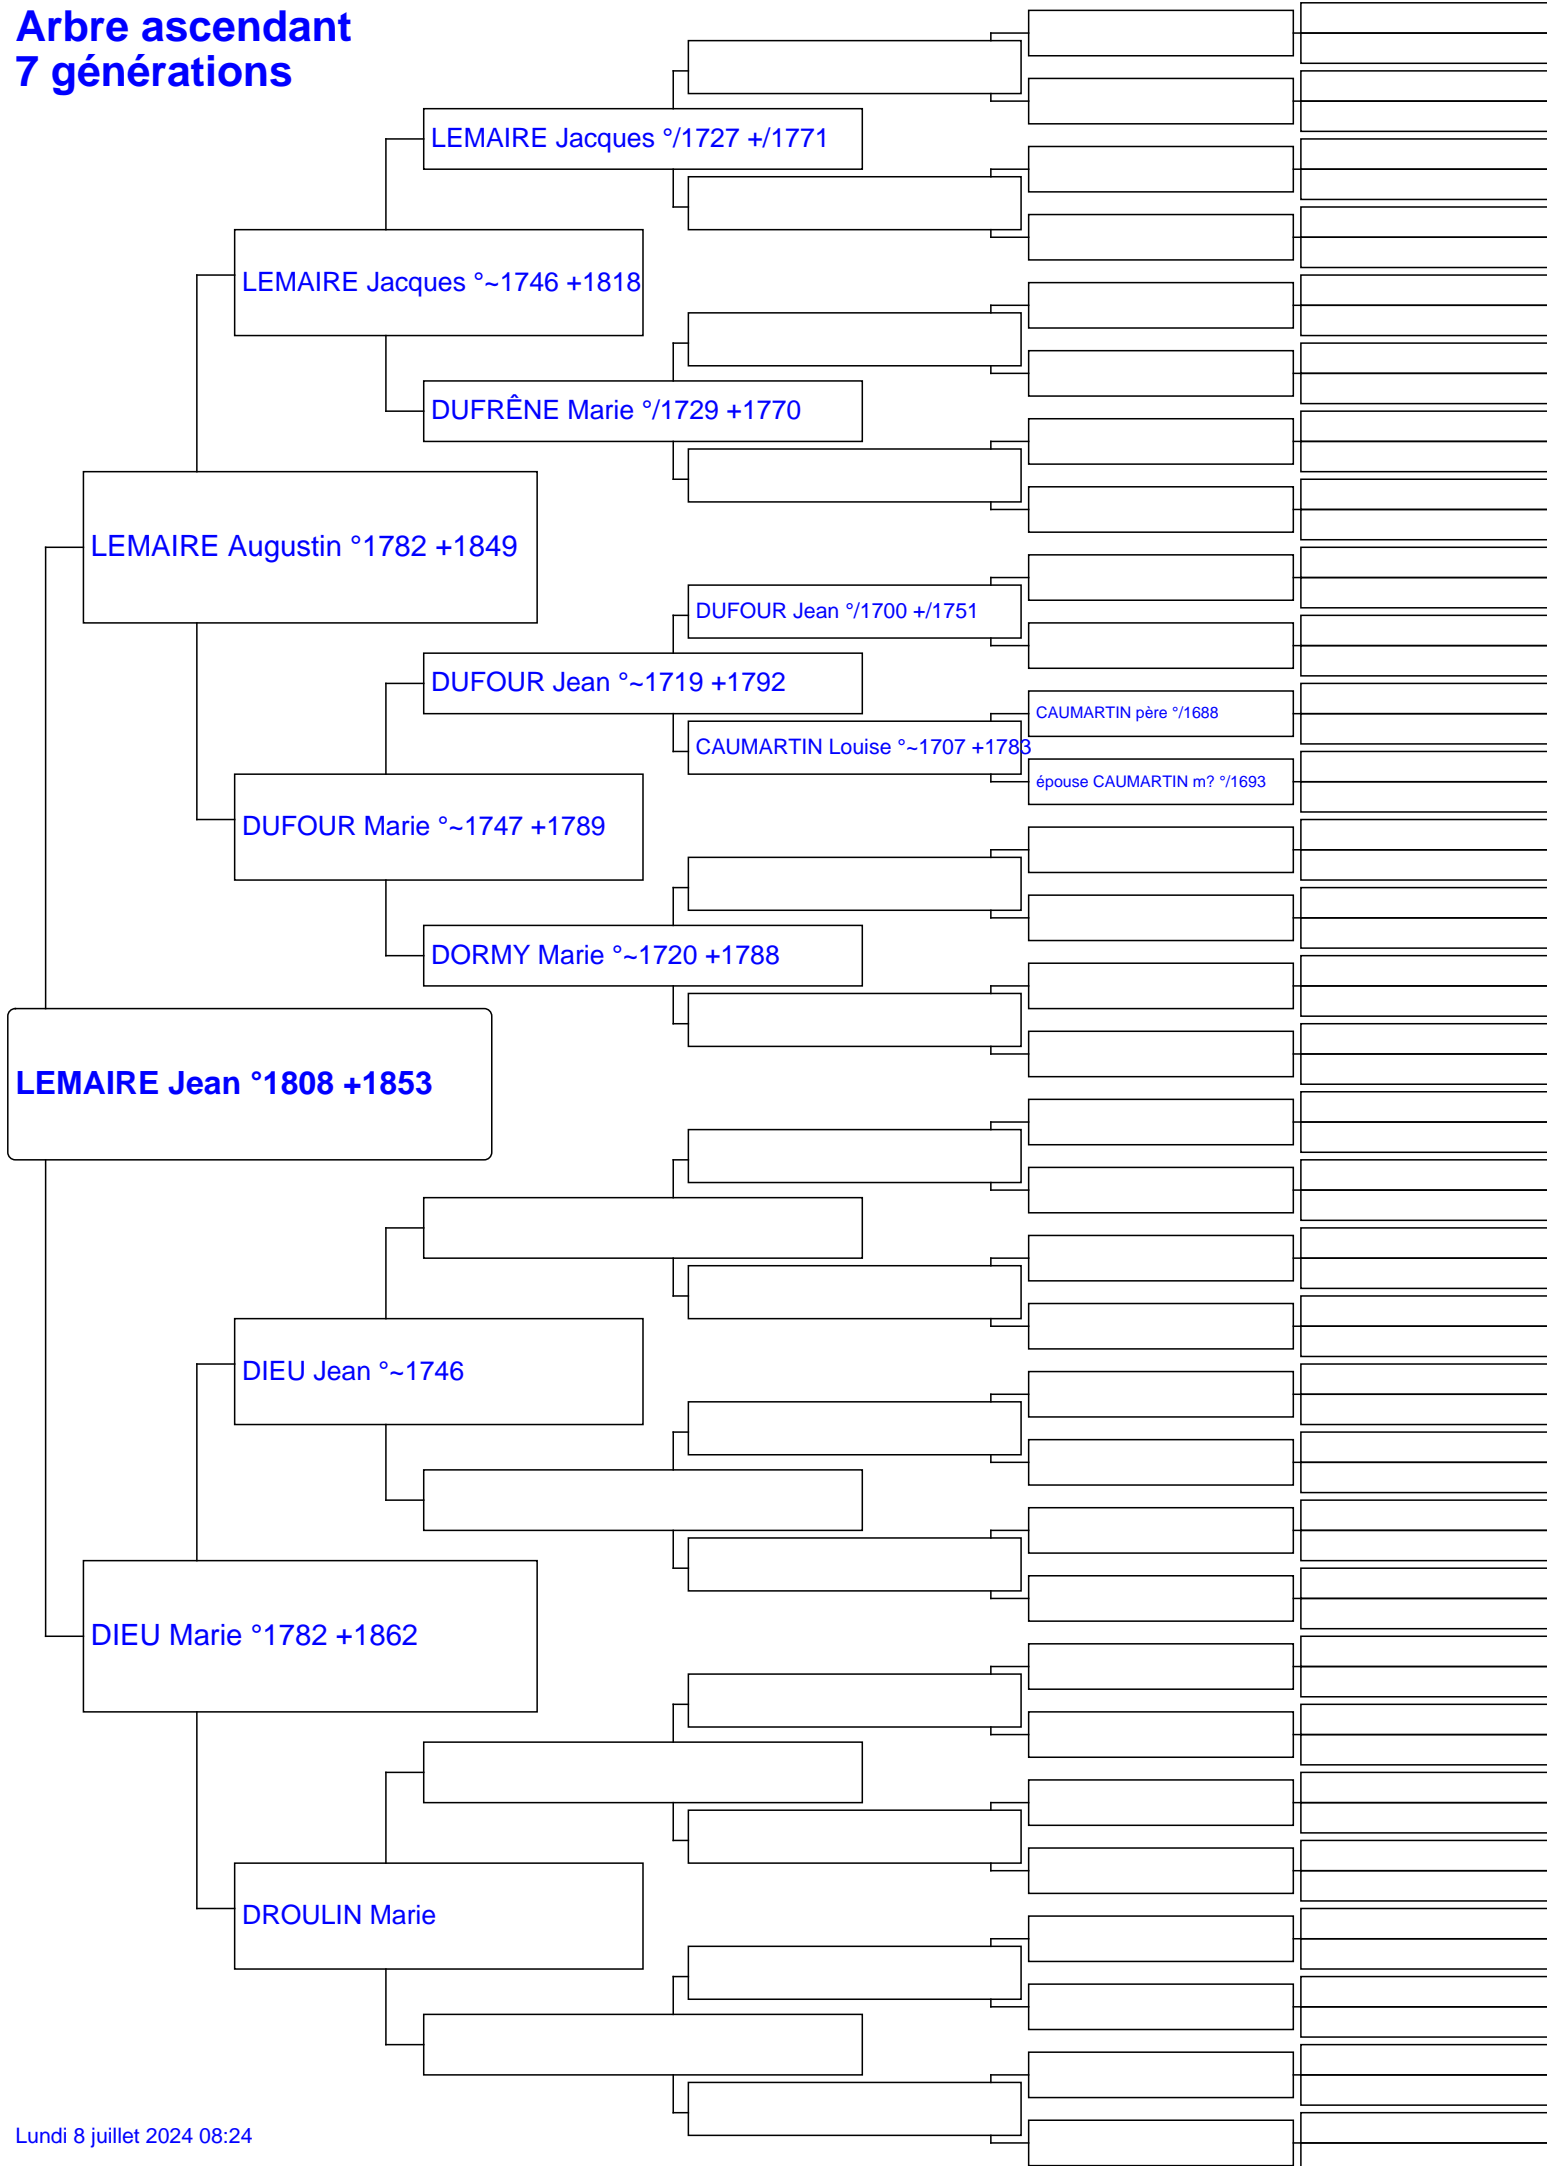 Arbre ascendant
7 générations
LEMAIRE Jacques °/1727 +/1771
LEMAIRE Jacques °~1746 +1818
DUFRÊNE Marie °/1729 +1770
LEMAIRE Augustin °1782 +1849
DUFOUR Jean °/1700 +/1751
DUFOUR Jean °~1719 +1792
CAUMARTIN père °/1688
CAUMARTIN Louise °~1707 +1783
épouse CAUMARTIN m? °/1693
DUFOUR Marie °~1747 +1789
DORMY Marie °~1720 +1788
LEMAIRE Jean °1808 +1853
DIEU Jean °~1746
DIEU Marie °1782 +1862
DROULIN Marie
Lundi 8 juillet 2024 08:24